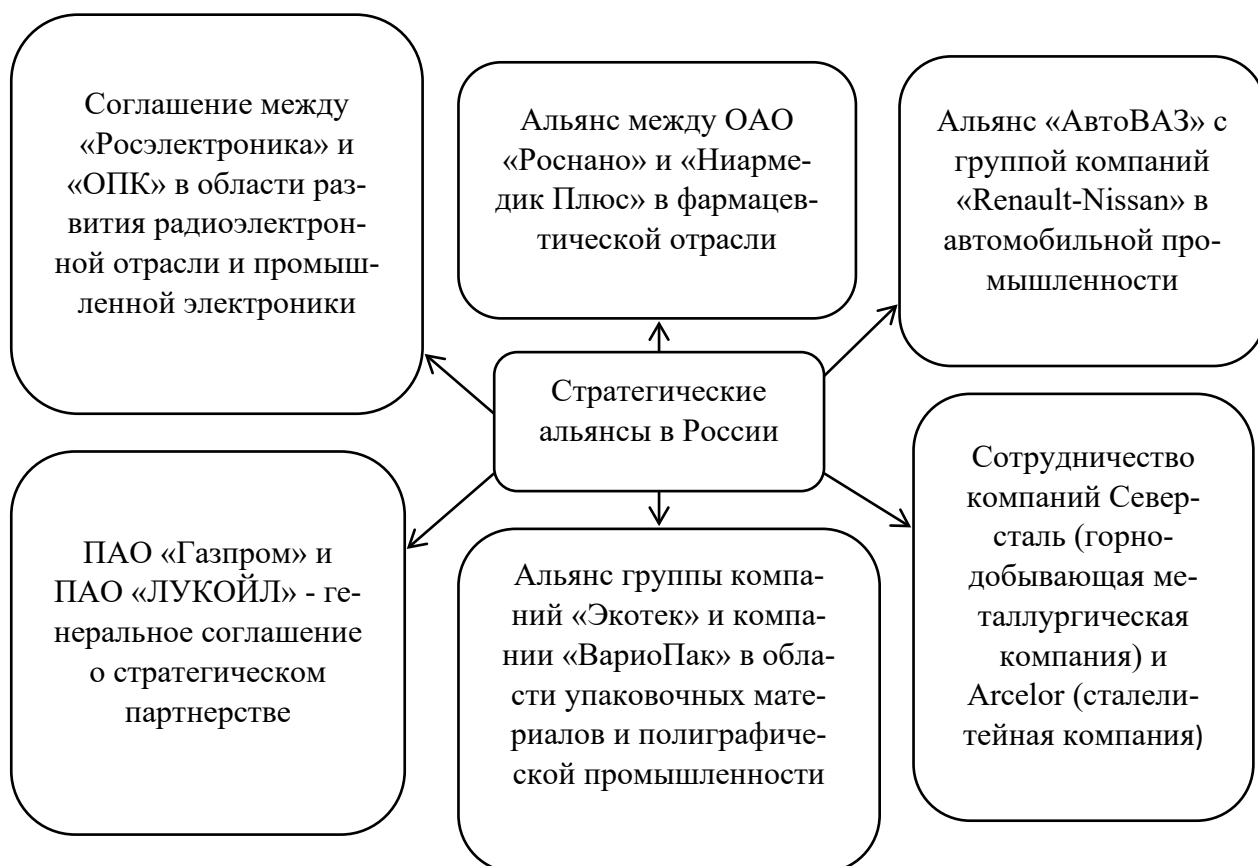 Соглашение между
«Росэлектроника» и
«ОПК» в области раз-
вития радиоэлектрон-
ной отрасли и промыш-
ленной электроники
Альянс между ОАО
«Роснано» и «Ниарме-
дик Плюс» в фармацев-
тической отрасли
Альянс «АвтоВАЗ» с
группой компаний
«Renault-Nissan» в
автомобильной про-
мышленности
Стратегические
альянсы в России
ПАО «Газпром» и
ПАО «ЛУКОЙЛ» - ге-
неральное соглашение
о стратегическом
партнерстве
Альянс группы компа-
ний «Экотек» и компа-
нии «ВариоПак» в обла-
сти упаковочных мате-
риалов и полиграфиче-
ской промышленности
Сотрудничество
компаний Север-
сталь (горно-
добывающая ме-
таллургическая
компания) и
Arcelor (сталели-
тейная компания)